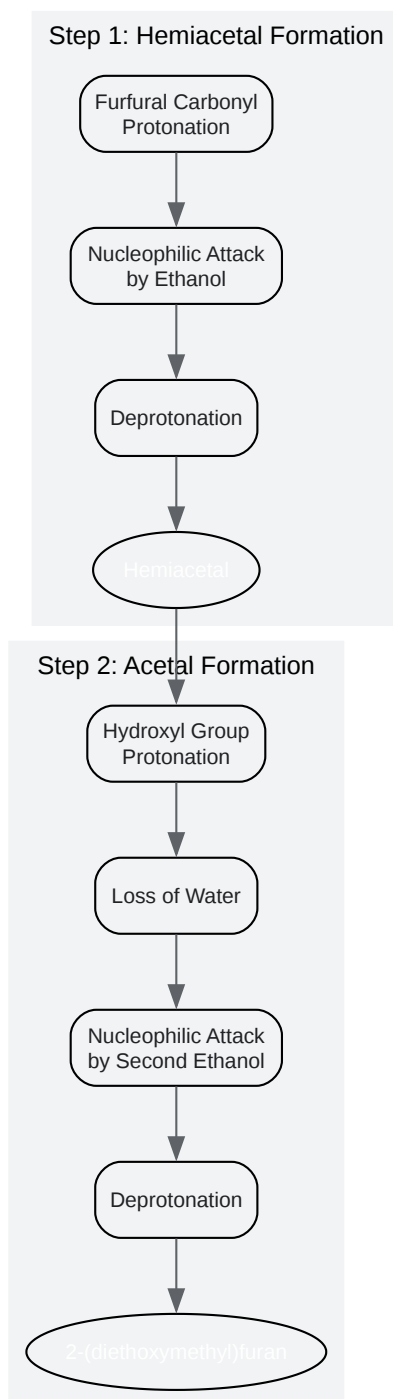 Step 1: Hemiacetal Formation
Furfural Carbonyl
Protonation
Nucleophilic Attack
by Ethanol
Deprotonation
Hemiacetal
Step 2: Acetal Formation
Hydroxyl Group
Protonation
Loss of Water
Nucleophilic Attack
by Second Ethanol
Deprotonation
2-(diethoxymethyl)furan